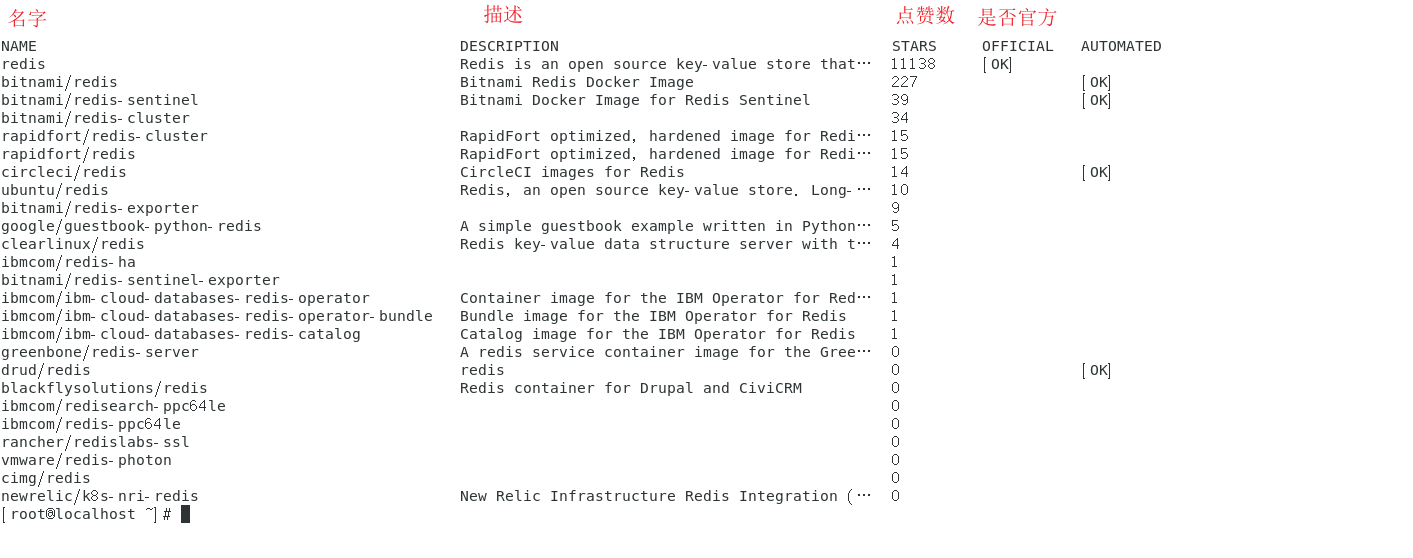 名字 描述 点赞数 是否官方
NAME DESCRIPTION STARS OFFICIAL AUTOMATED
redis Redis is an open source key-value store that… 11138 [OK]
bitnami/redis Bitnami Redis Docker Image 227 [OK]
bitnami/redis-sentinel Bitnami Docker Image for Redis Sentinel 39 [OK]
bitnami/redis-cluster 34
rapidfort/redis-cluster RapidFort optimized, hardened image for Redi… 15
rapidfort/redis RapidFort optimized, hardened image for Redi… 15
circleci/redis CircleCI images for Redis 14 [OK]
ubuntu/redis Redis, an open source key-value store. Long-… 10
bitnami/redis-exporter 9
google/guestbook-python-redis A simple guestbook example written in Python… 5
clearlinux/redis Redis key-value data structure server with t… 4
ibmcom/redis-ha 1
bitnami/redis-sentinel-exporter 1
ibmcom/ibm-cloud-databases-redis-operator Container image for the IBM Operator for Red… 1
ibmcom/ibm-cloud-databases-redis-operator-bundle Bundle image for the IBM Operator for Redis 1
ibmcom/ibm-cloud-databases-redis-catalog Catalog image for the IBM Operator for Redis 1
greenbone/redis-server A redis service container image for the Gree… 0
drud/redis redis 0 [OK]
blackflysolutions/redis Redis container for Drupal and CiviCRM 0
ibmcom/redisearch-ppc64le 0
ibmcom/redis-ppc64le 0
rancher/redislabs-ssl 0
vmware/redis-photon 0
cimg/redis 0
newrelic/k8s-nri-redis New Relic Infrastructure Redis Integration (… 0
[root@localhost ~]#